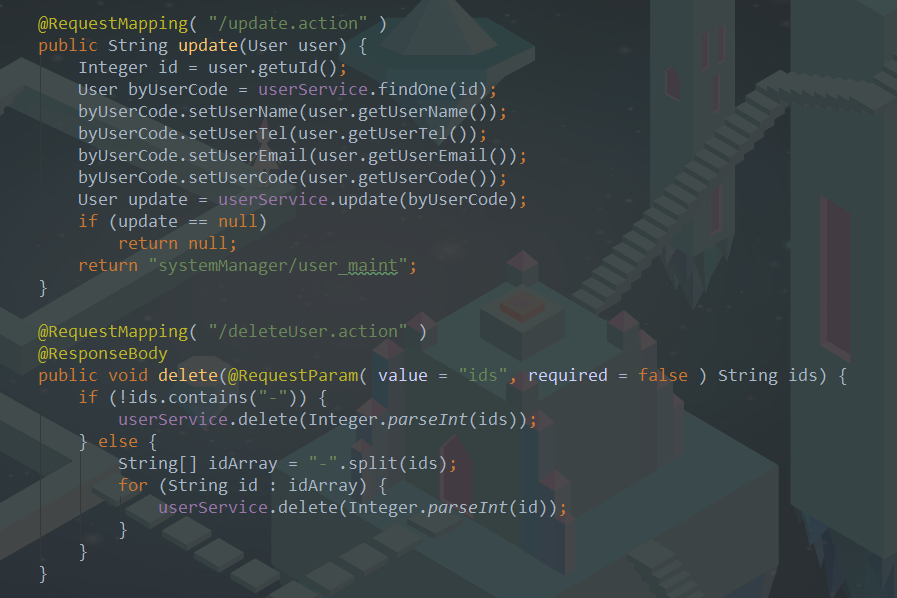 @RequestMapping( "/update.action" )
public String update(User user) {
    Integer id = user.getuId();
    User byUserCode = userService.findOne(id);
    byUserCode.setUserName(user.getUserName());
    byUserCode.setUserTel(user.getUserTel());
    byUserCode.setUserEmail(user.getUserEmail());
    byUserCode.setUserCode(user.getUserCode());
    User update = userService.update(byUserCode);
    if (update == null)
        return null;
    return "systemManager/user_maint";
}
@RequestMapping( "/deleteUser.action" )
@ResponseBody
public void delete(@RequestParam( value = "ids", required = false ) String ids) {
    if (!ids.contains("-")) {
        userService.delete(Integer.parseInt(ids));
    } else {
        String[] idArray = "-".split(ids);
        for (String id : idArray) {
            userService.delete(Integer.parseInt(id));
        }
    }
}